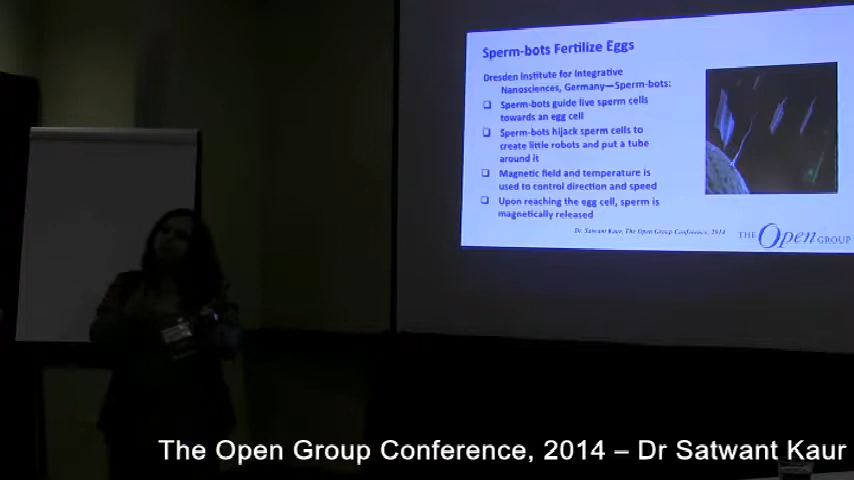 Sperm-bots Fertilize Eggs
Dresden Institute for Integrative
Nanosciences, Germany—Sperm-bots:
Sperm-bots guide live sperm cells
towards an egg cell
Sperm-bots hijack sperm cells to
create little robots and put a tube
around it
Magnetic field and temperature is
used to control direction and speed
Upon reaching the egg cell, sperm is
magnetically released
Dr. Satwant Kaur, The Open Group Conference, 2014
THE Open GROUP
The Open Group Conference, 2014 – Dr Satwant Kaur